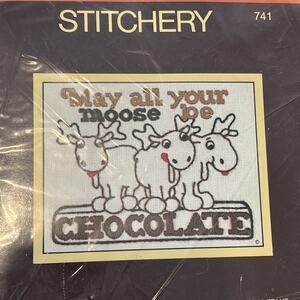 STITCHERY 741
May all your
moose be
CHOCOLATE
©